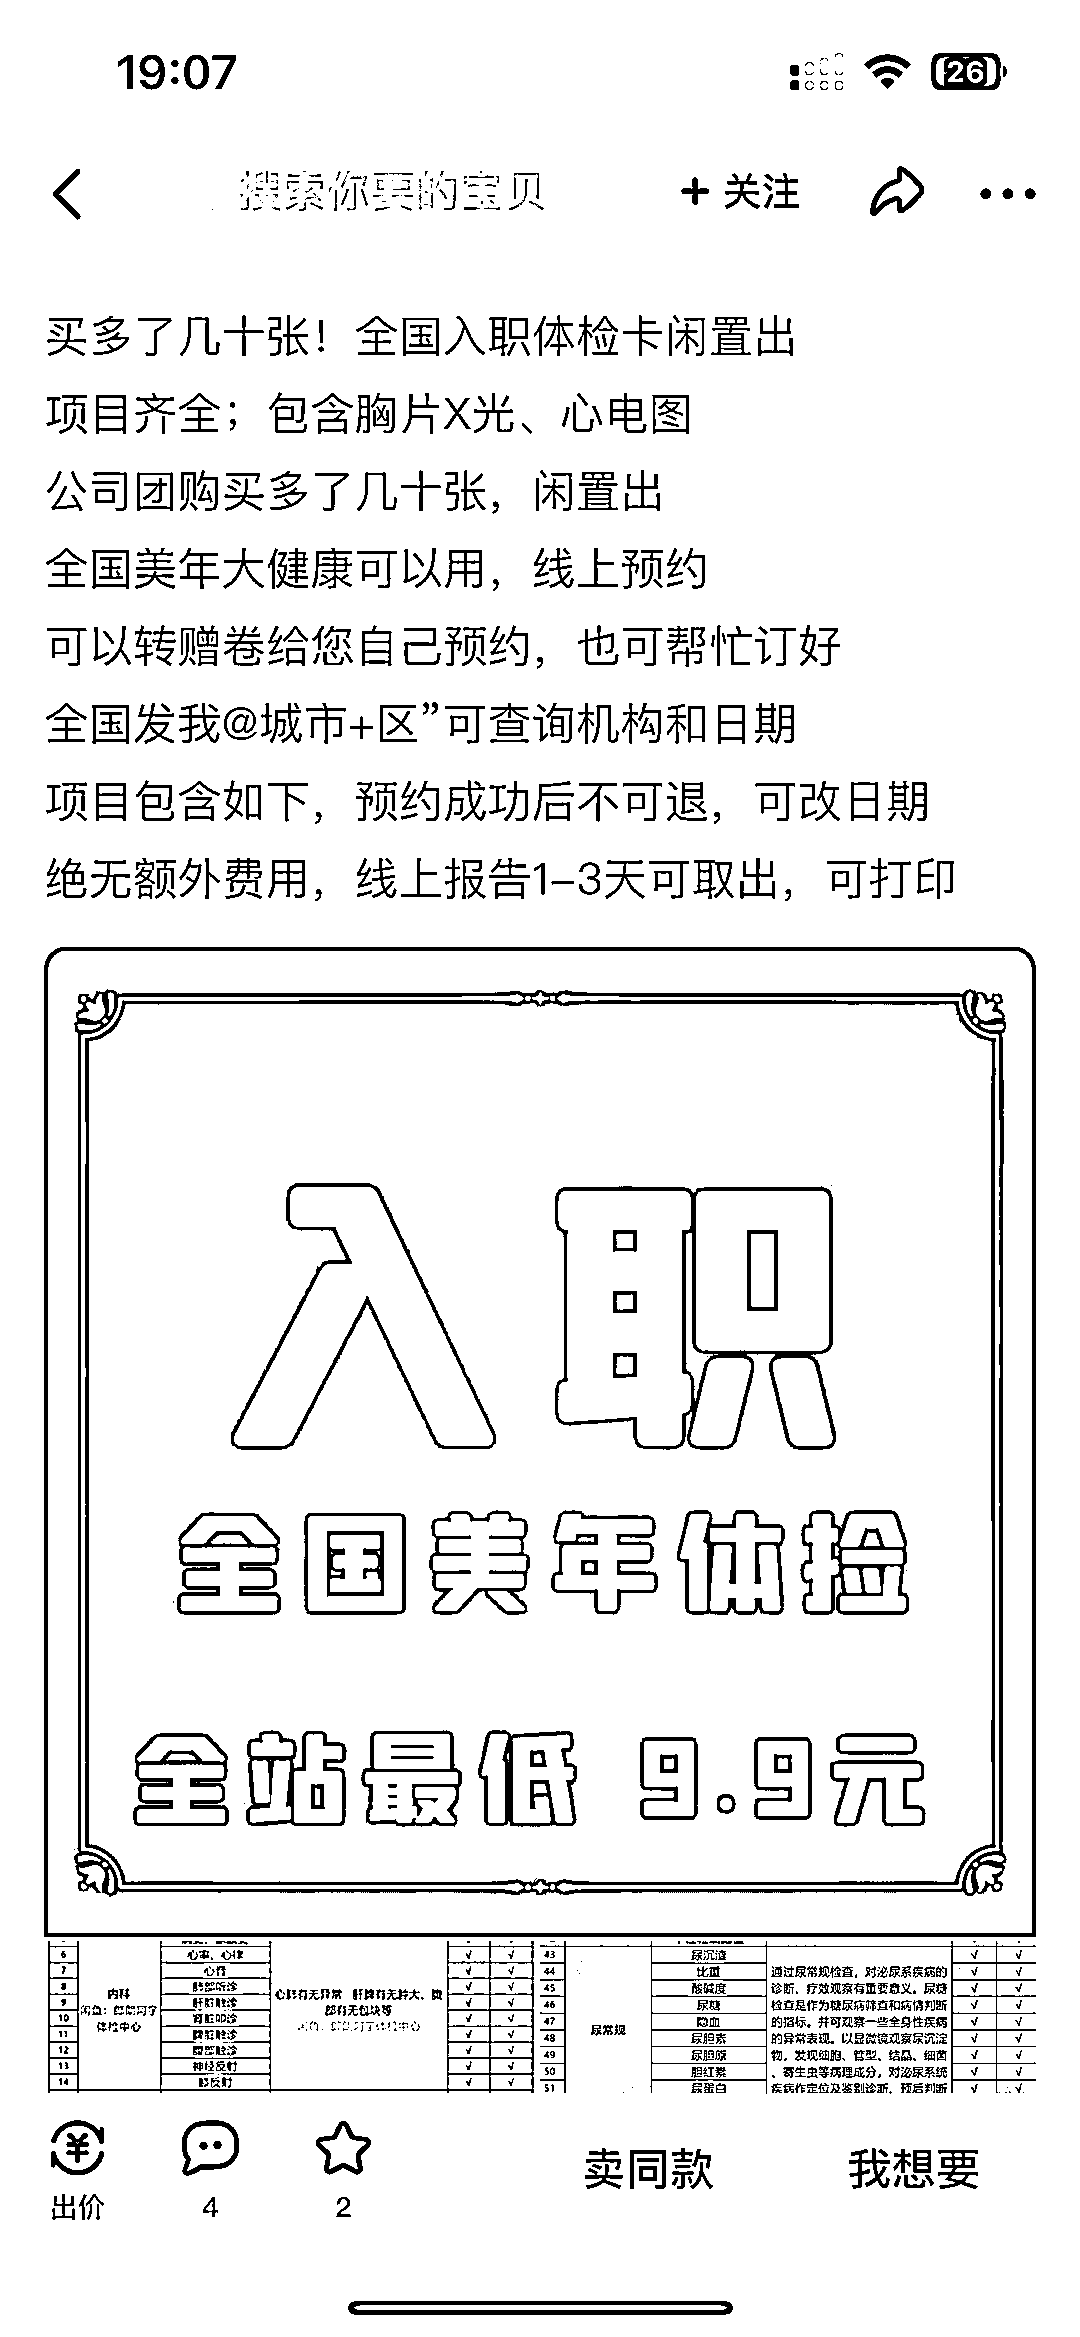 19:07
26
搜索你要的宝贝
+ 关注
买多了几十张！全国入职体检卡闲置出
项目齐全；包含胸片X光、心电图
公司团购买多了几十张，闲置出
全国美年大健康可以用，线上预约
可以转赠卷给您自己预约，也可帮忙订好
全国发我@城市+区”可查询机构和日期
项目包含如下，预约成功后不可退，可改日期
绝无额外费用，线上报告1-3天可取出，可打印
入职
全国美年体捡
全站最低 9.9元
6 心率、心律 √ √
7 心音 √ √
8 肺部听诊 √ √
9 内科 肝脏触诊 √ √
10 肾脏叩诊 √ √
11 体检中心 脾脏触诊 √ √
12 腹部触诊 √ √
13 神经反射 √ √
14 膝反射 √ √
心肺有无异常 肝脾有无肿大、腹
部有无包块等
43 尿沉渣 √ √
44 比重 √ √
45 酸碱度 √ √
46 尿糖 √ √
47 隐血 √ √
48 尿胆素 √ √
49 尿胆原 √ √
50 胆红素 √ √
51 尿蛋白 √ √
尿常规
通过尿常规检查，对泌尿系疾病的
诊断、疗效观察有重要意义。尿糖
检查是作为糖尿病筛查和病情判断
的指标。并可观察一些全身性疾病
的异常表现。以显微镜观察尿沉淀
物，发现细胞、管型、结晶、细菌
、寄生虫等病理成分，对泌尿系统
疾病作定位及鉴别诊断、预后判断
出价
4
2
卖同款
我想要